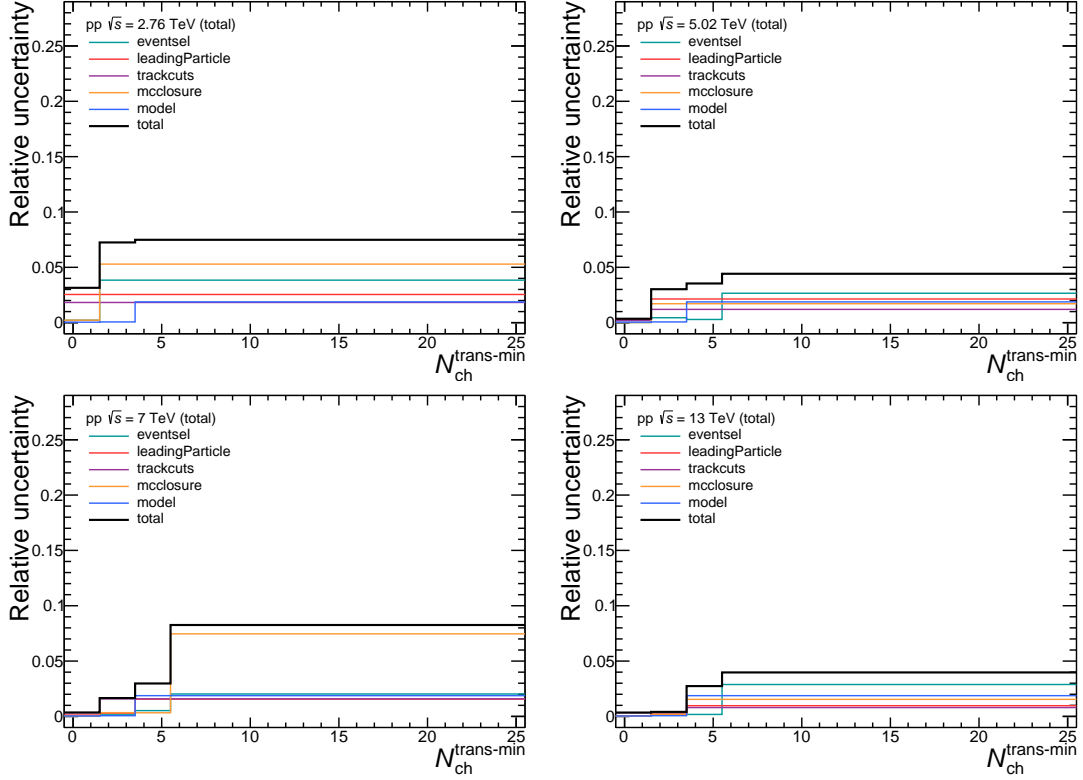 pp √s = 2.76 TeV (total)
eventsel
leadingParticle
trackcuts
mcclosure
model
total
Relative uncertainty
0.25
0.2
0.15
0.1
0.05
0
0 5 10 15 20 25
N_ch^trans-min
pp √s = 5.02 TeV (total)
eventsel
leadingParticle
trackcuts
mcclosure
model
total
Relative uncertainty
0.25
0.2
0.15
0.1
0.05
0
0 5 10 15 20 25
N_ch^trans-min
pp √s = 7 TeV (total)
eventsel
leadingParticle
trackcuts
mcclosure
model
total
Relative uncertainty
0.25
0.2
0.15
0.1
0.05
0
0 5 10 15 20 25
N_ch^trans-min
pp √s = 13 TeV (total)
eventsel
leadingParticle
trackcuts
mcclosure
model
total
Relative uncertainty
0.25
0.2
0.15
0.1
0.05
0
0 5 10 15 20 25
N_ch^trans-min